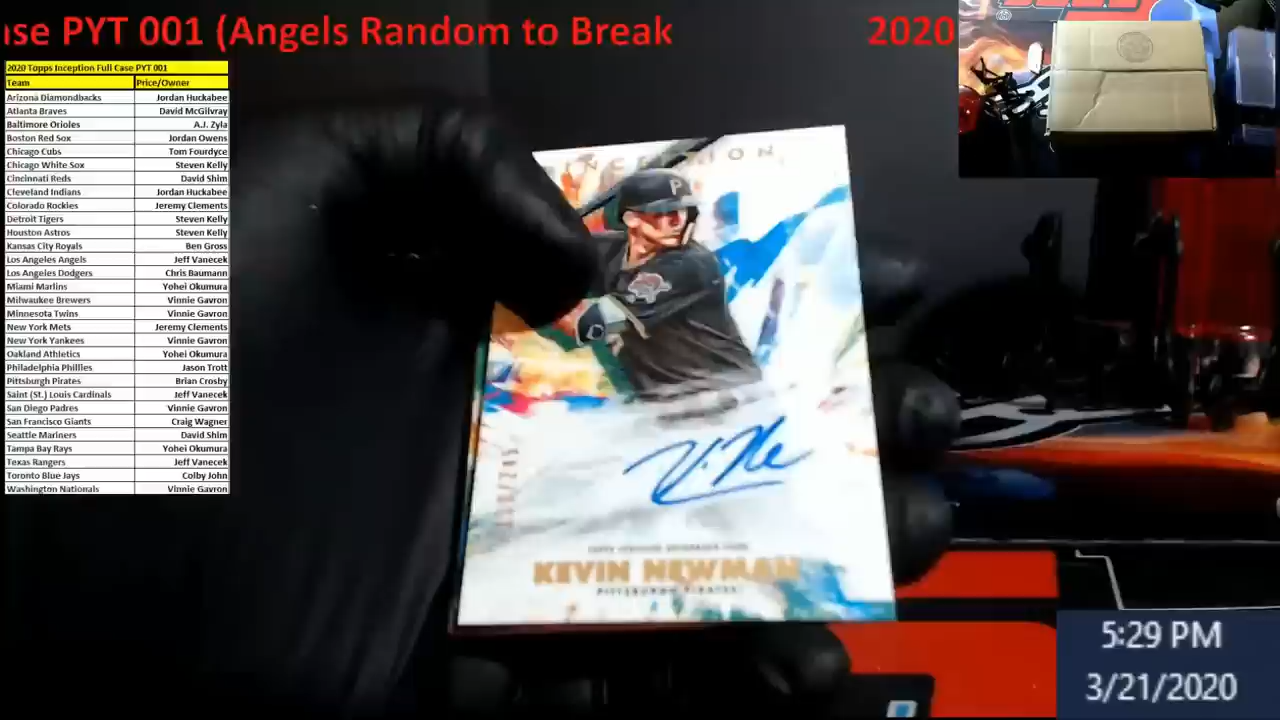 ase PYT 001 (Angels Random to Break
2020
2020 Topps Inception Full Case PYT 001
Team Price/Owner
Arizona Diamondbacks Jordan Huckabee
Atlanta Braves David McGilvray
Baltimore Orioles A.J. Zyla
Boston Red Sox Jordan Owens
Chicago Cubs Tom Fourdyce
Chicago White Sox Steven Kelly
Cincinnati Reds David Shim
Cleveland Indians Jordan Huckabee
Colorado Rockies Jeremy Clements
Detroit Tigers Steven Kelly
Houston Astros Steven Kelly
Kansas City Royals Ben Gross
Los Angeles Angels Jeff Vanecek
Los Angeles Dodgers Chris Baumann
Miami Marlins Yohei Okumura
Milwaukee Brewers Vinnie Gavron
Minnesota Twins Vinnie Gavron
New York Mets Jeremy Clements
New York Yankees Vinnie Gavron
Oakland Athletics Yohei Okumura
Philadelphia Phillies Jason Trott
Pittsburgh Pirates Brian Crosby
Saint (St.) Louis Cardinals Jeff Vanecek
San Diego Padres Vinnie Gavron
San Francisco Giants Craig Wagner
Seattle Mariners David Shim
Tampa Bay Rays Yohei Okumura
Texas Rangers Jeff Vanecek
Toronto Blue Jays Colby John
Washington Nationals Vinnie Gavron
INCEPTION
P
KEVIN NEWMAN
PITTSBURGH PIRATES
5:29 PM
3/21/2020